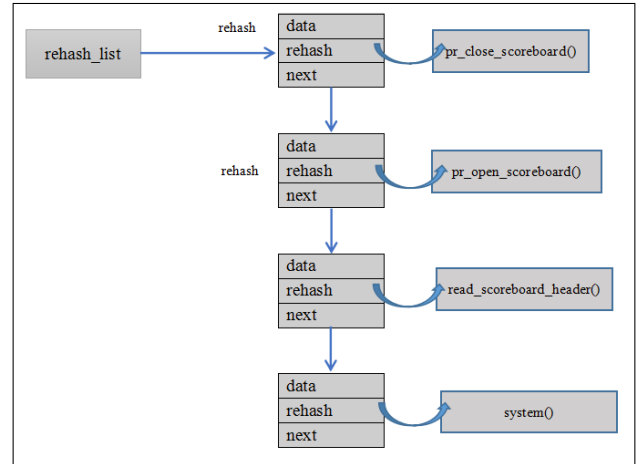 rehash
data
rehash_list
rehash
pr_close_scoreboard()
next
data
rehash
rehash
pr_open_scoreboard()
next
data
rehash
read_scoreboard_header()
next
data
rehash
system()
next